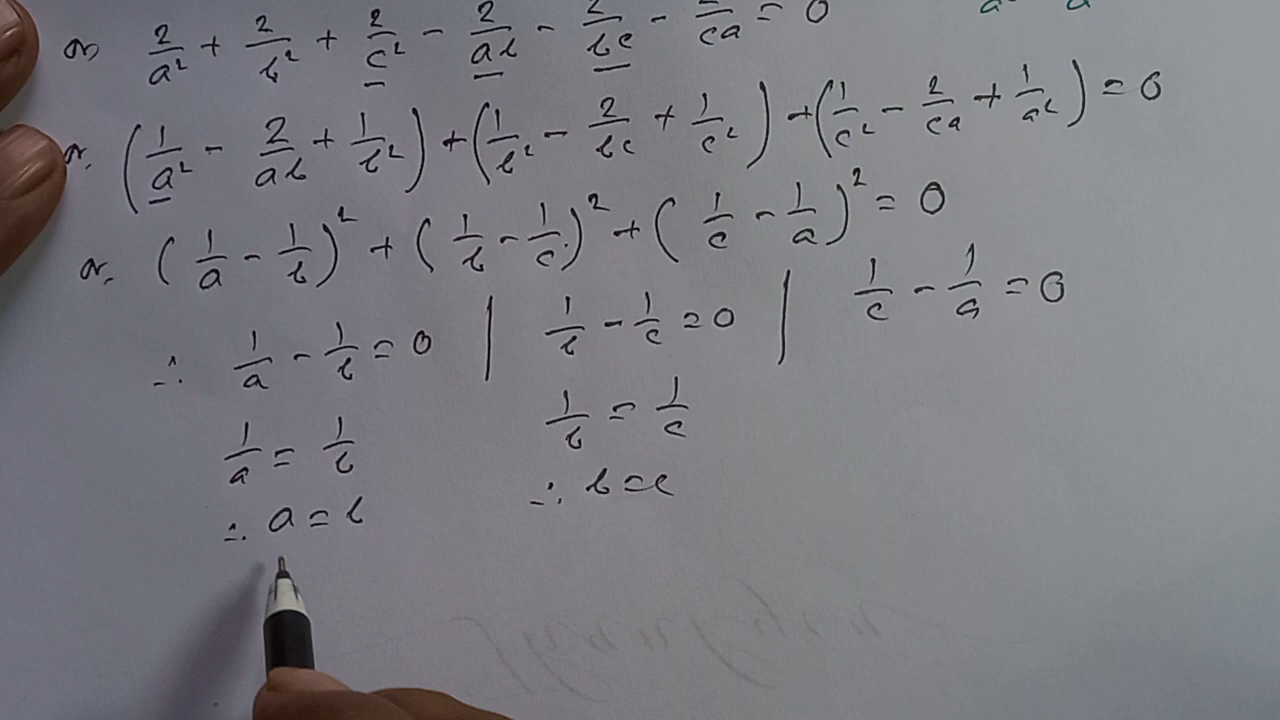 or, 2/a² + 2/b² + 2/c² - 2/ab - 2/bc - 2/ca = 0
or, (1/a² - 2/ab + 1/b²) + (1/b² - 2/bc + 1/c²) + (1/c² - 2/ca + 1/a²) = 0
or, (1/a - 1/b)² + (1/b - 1/c)² + (1/c - 1/a)² = 0
∴ 1/a - 1/b = 0 | 1/b - 1/c = 0 | 1/c - 1/a = 0
1/a = 1/b 1/b = 1/c
∴ a = b ∴ b = c